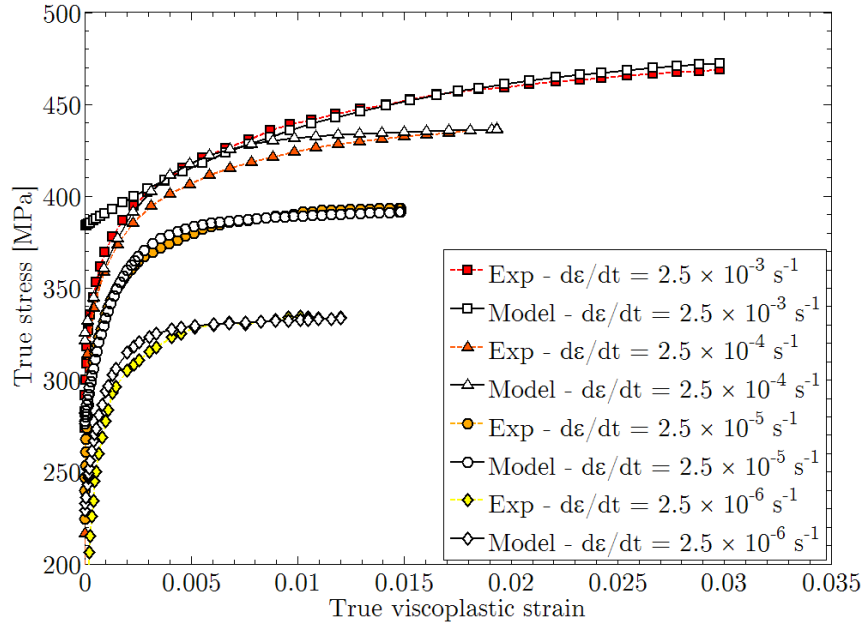 500
450
400
350
300
250
200
True stress [MPa]
Exp - dε/dt = 2.5 × 10⁻³ s⁻¹
Model - dε/dt = 2.5 × 10⁻³ s⁻¹
Exp - dε/dt = 2.5 × 10⁻⁴ s⁻¹
Model - dε/dt = 2.5 × 10⁻⁴ s⁻¹
Exp - dε/dt = 2.5 × 10⁻⁵ s⁻¹
Model - dε/dt = 2.5 × 10⁻⁵ s⁻¹
Exp - dε/dt = 2.5 × 10⁻⁶ s⁻¹
Model - dε/dt = 2.5 × 10⁻⁶ s⁻¹
0 0.005 0.01 0.015 0.02 0.025 0.03 0.035
True viscoplastic strain